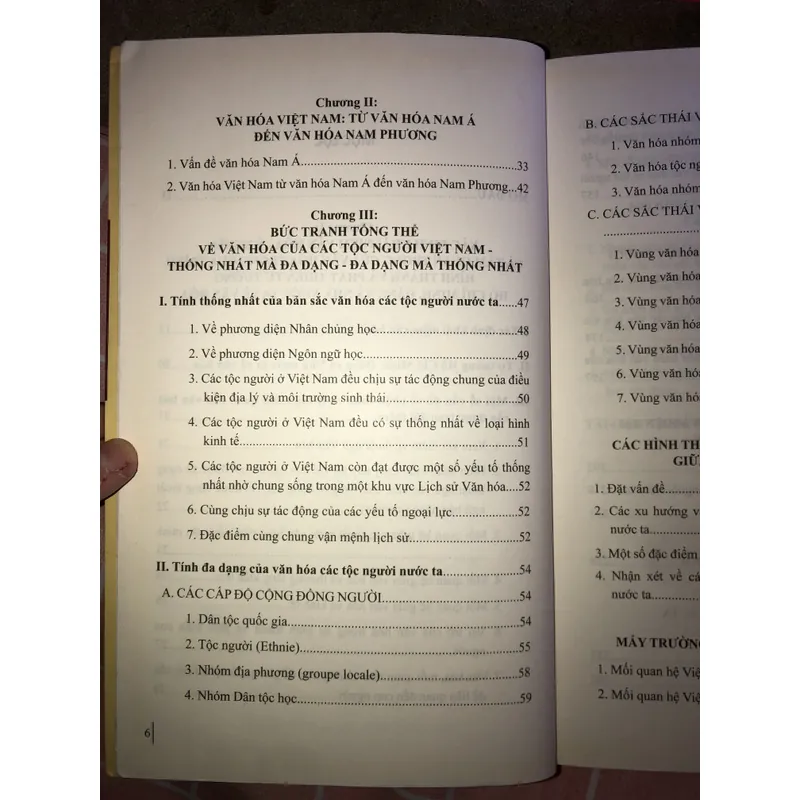 Chương II:
VĂN HÓA VIỆT NAM: TỪ VĂN HÓA NAM Á
ĐẾN VĂN HÓA NAM PHƯƠNG
1. Vấn đề văn hóa Nam Á.....33
2. Văn hóa Việt Nam từ văn hóa Nam Á đến văn hóa Nam Phương...42
Chương III:
BỨC TRANH TỔNG THỂ
VỀ VĂN HÓA CỦA CÁC TỘC NGƯỜI VIỆT NAM -
THỐNG NHẤT MÀ ĐA DẠNG - ĐA DẠNG MÀ THỐNG NHẤT
I. Tính thống nhất của bản sắc văn hóa các tộc người nước ta.....47
1. Về phương diện Nhân chủng học.....48
2. Về phương diện Ngôn ngữ học.....49
3. Các tộc người ở Việt Nam đều chịu sự tác động chung của điều
kiện địa lý và môi trường sinh thái.....50
4. Các tộc người ở Việt Nam đều có sự thống nhất về loại hình
kinh tế.....51
5. Các tộc người ở Việt Nam còn đạt được một số yếu tố thống
nhất nhờ chung sống trong một khu vực Lịch sử Văn hóa....52
6. Cùng chịu sự tác động của các yếu tố ngoại lực.....52
7. Đặc điểm cùng chung vận mệnh lịch sử.....52
II. Tính đa dạng của văn hóa các tộc người nước ta.....54
A. CÁC CẤP ĐỘ CỘNG ĐỒNG NGƯỜI.....54
1. Dân tộc quốc gia.....54
2. Tộc người (Ethnie).....55
3. Nhóm địa phương (groupe locale).....58
4. Nhóm Dân tộc học.....59
6
B. CÁC SẮC THÁI V
1. Văn hóa nhóm
2. Văn hóa tộc ng
3. Văn hóa nhóm
C. CÁC SẮC THÁI V
.....
1. Vùng văn hóa
2. Vùng văn hóa
3. Vùng văn hóa
4. Vùng văn hóa
5. Vùng văn hóa
6. Vùng văn hóa
7. Vùng văn hóa
CÁC HÌNH TH
GIỮ
1. Đặt vấn đề.....
2. Các xu hướng v
nước ta.....
3. Một số đặc điểm
4. Nhận xét về cá
nước ta.....
MẤY TRƯỜNG
1. Mối quan hệ Việ
2. Mối quan hệ Việ